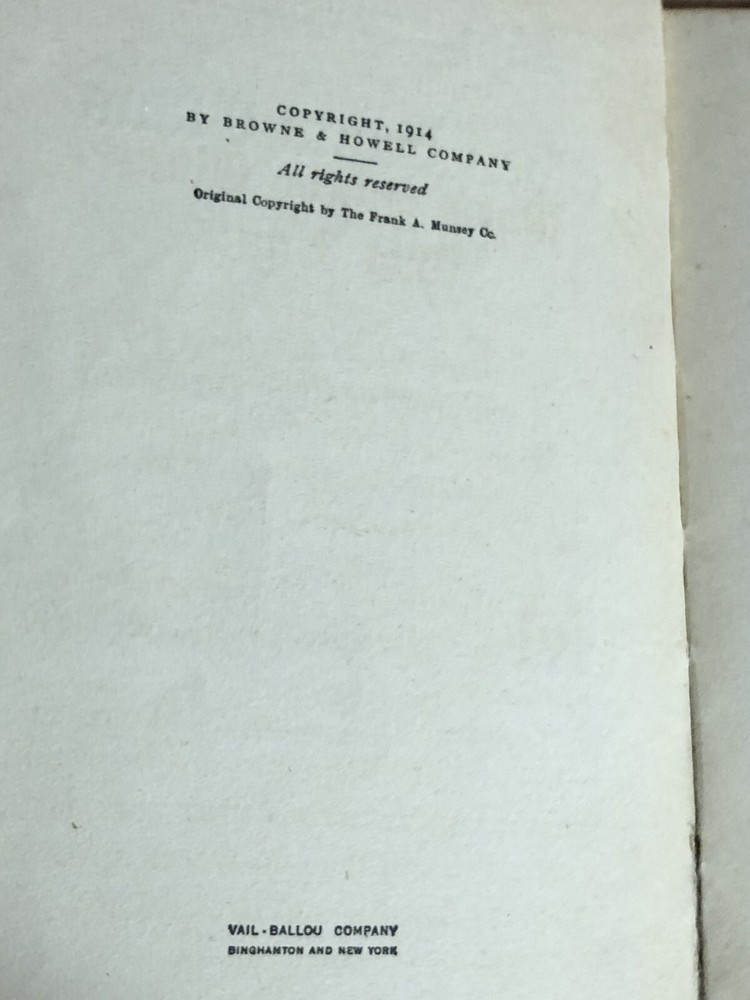 COPYRIGHT, 1914
BY BROWNE & HOWELL COMPANY
All rights reserved
Original Copyright by The Frank A. Munsey Co.
VAIL-BALLOU COMPANY
BINGHAMTON AND NEW YORK